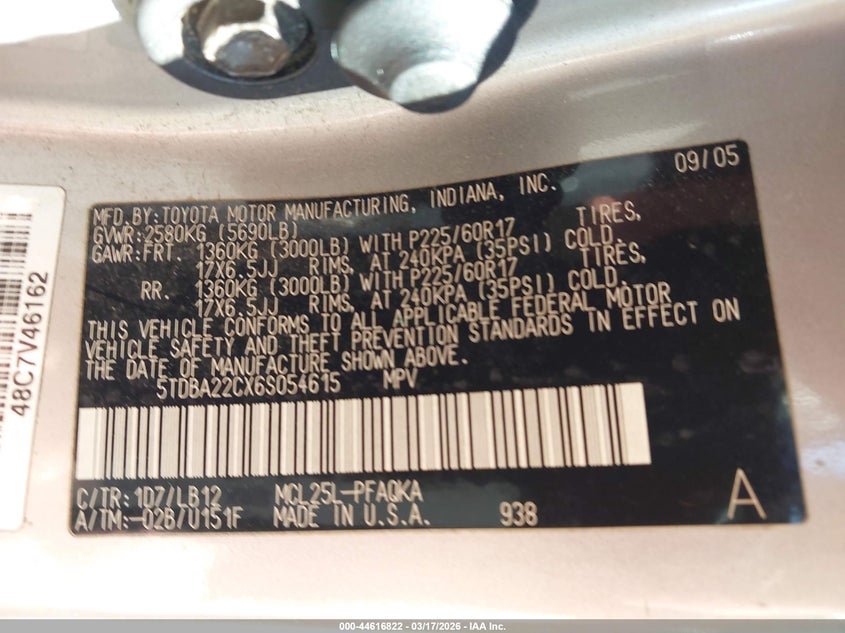 09/05
MFD. BY: TOYOTA MOTOR MANUFACTURING, INDIANA, INC.
GVWR: 2580KG (5690LB)
GAWR: FRT. 1360KG (3000LB) WITH P225/60R17 TIRES,
17X6.5JJ RIMS, AT 240KPA (35PSI) COLD.
RR. 1360KG (3000LB) WITH P225/60R17 TIRES,
17X6.5JJ RIMS, AT 240KPA (35PSI) COLD.
THIS VEHICLE CONFORMS TO ALL APPLICABLE FEDERAL MOTOR
VEHICLE SAFETY AND THEFT PREVENTION STANDARDS IN EFFECT ON
THE DATE OF MANUFACTURE SHOWN ABOVE.
5TDBA22CX6S054615 MPV
C/TR: 1D7/LB12 MCL25L-PFAQKA
A/TM: -02B/U151F MADE IN U.S.A. 938
A
48C7V46162
000-44616822 - 03/17/2026 - IAA Inc.